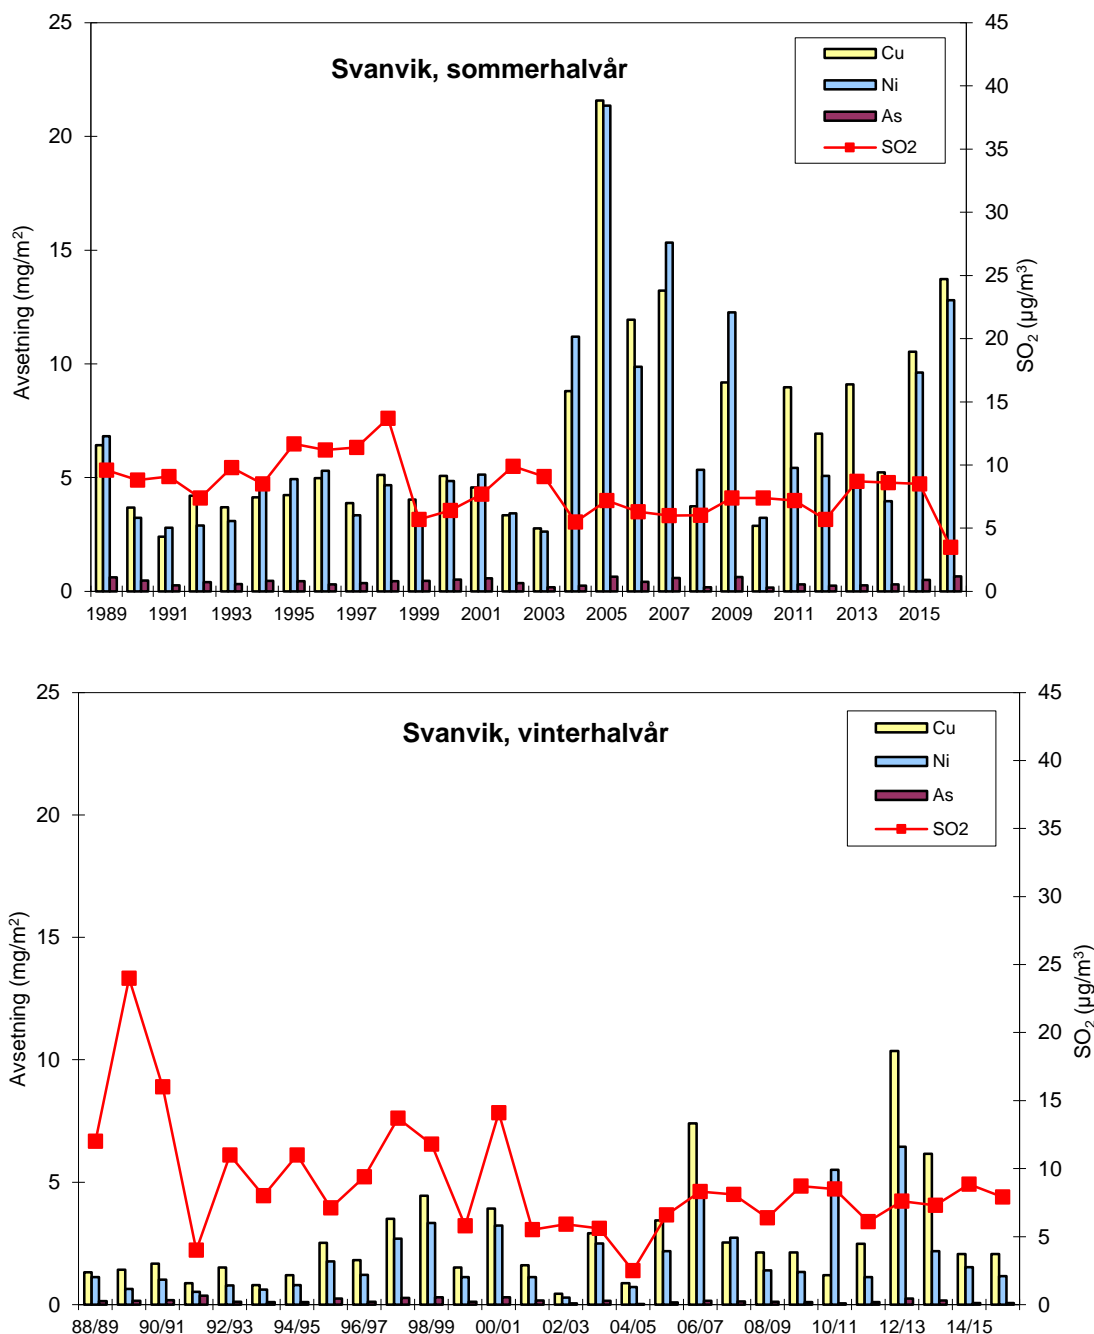 Svanvik, sommerhalvår
Cu
Ni
As
SO2
25
20
15
10
5
0
Avsetning (mg/m²)
45
40
35
30
25
20
15
10
5
0
SO₂ (µg/m³)
1989 1991 1993 1995 1997 1999 2001 2003 2005 2007 2009 2011 2013 2015
Svanvik, vinterhalvår
Cu
Ni
As
SO2
25
20
15
10
5
0
Avsetning (mg/m²)
45
40
35
30
25
20
15
10
5
0
SO₂ (µg/m³)
88/89 90/91 92/93 94/95 96/97 98/99 00/01 02/03 04/05 06/07 08/09 10/11 12/13 14/15